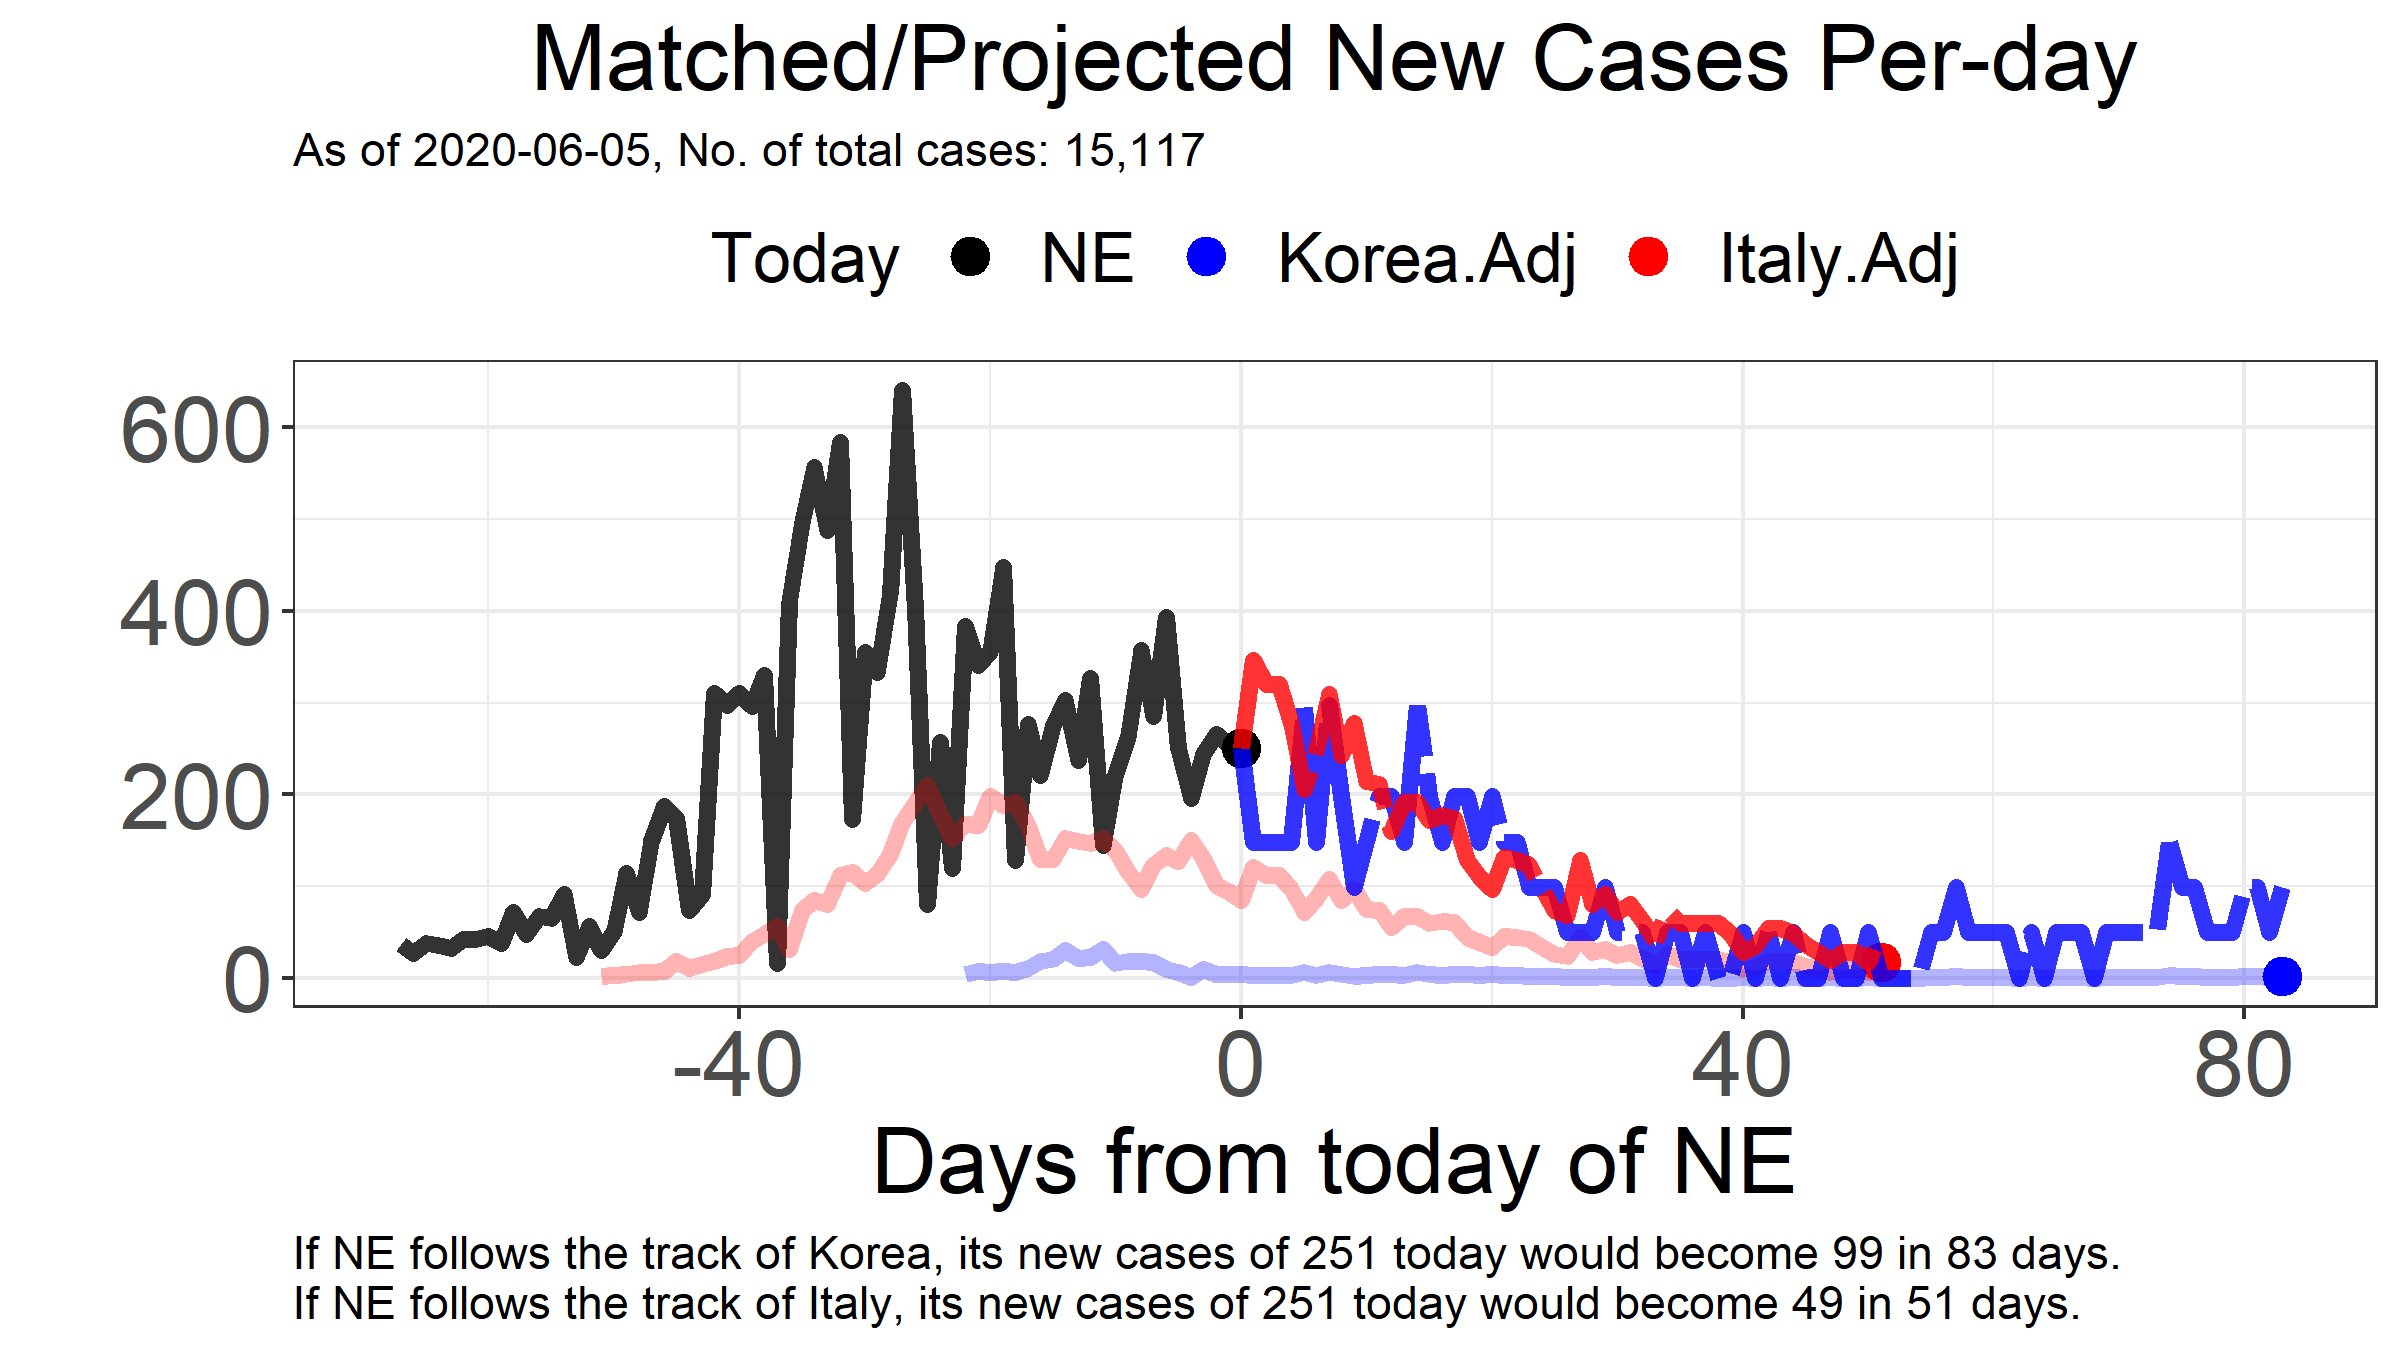 Matched/Projected New Cases Per-day
As of 2020-06-05, No. of total cases: 15,117
Today NE Korea.Adj Italy.Adj
600
400
200
0
-40 0 40 80
Days from today of NE
If NE follows the track of Korea, its new cases of 251 today would become 99 in 83 days.
If NE follows the track of Italy, its new cases of 251 today would become 49 in 51 days.